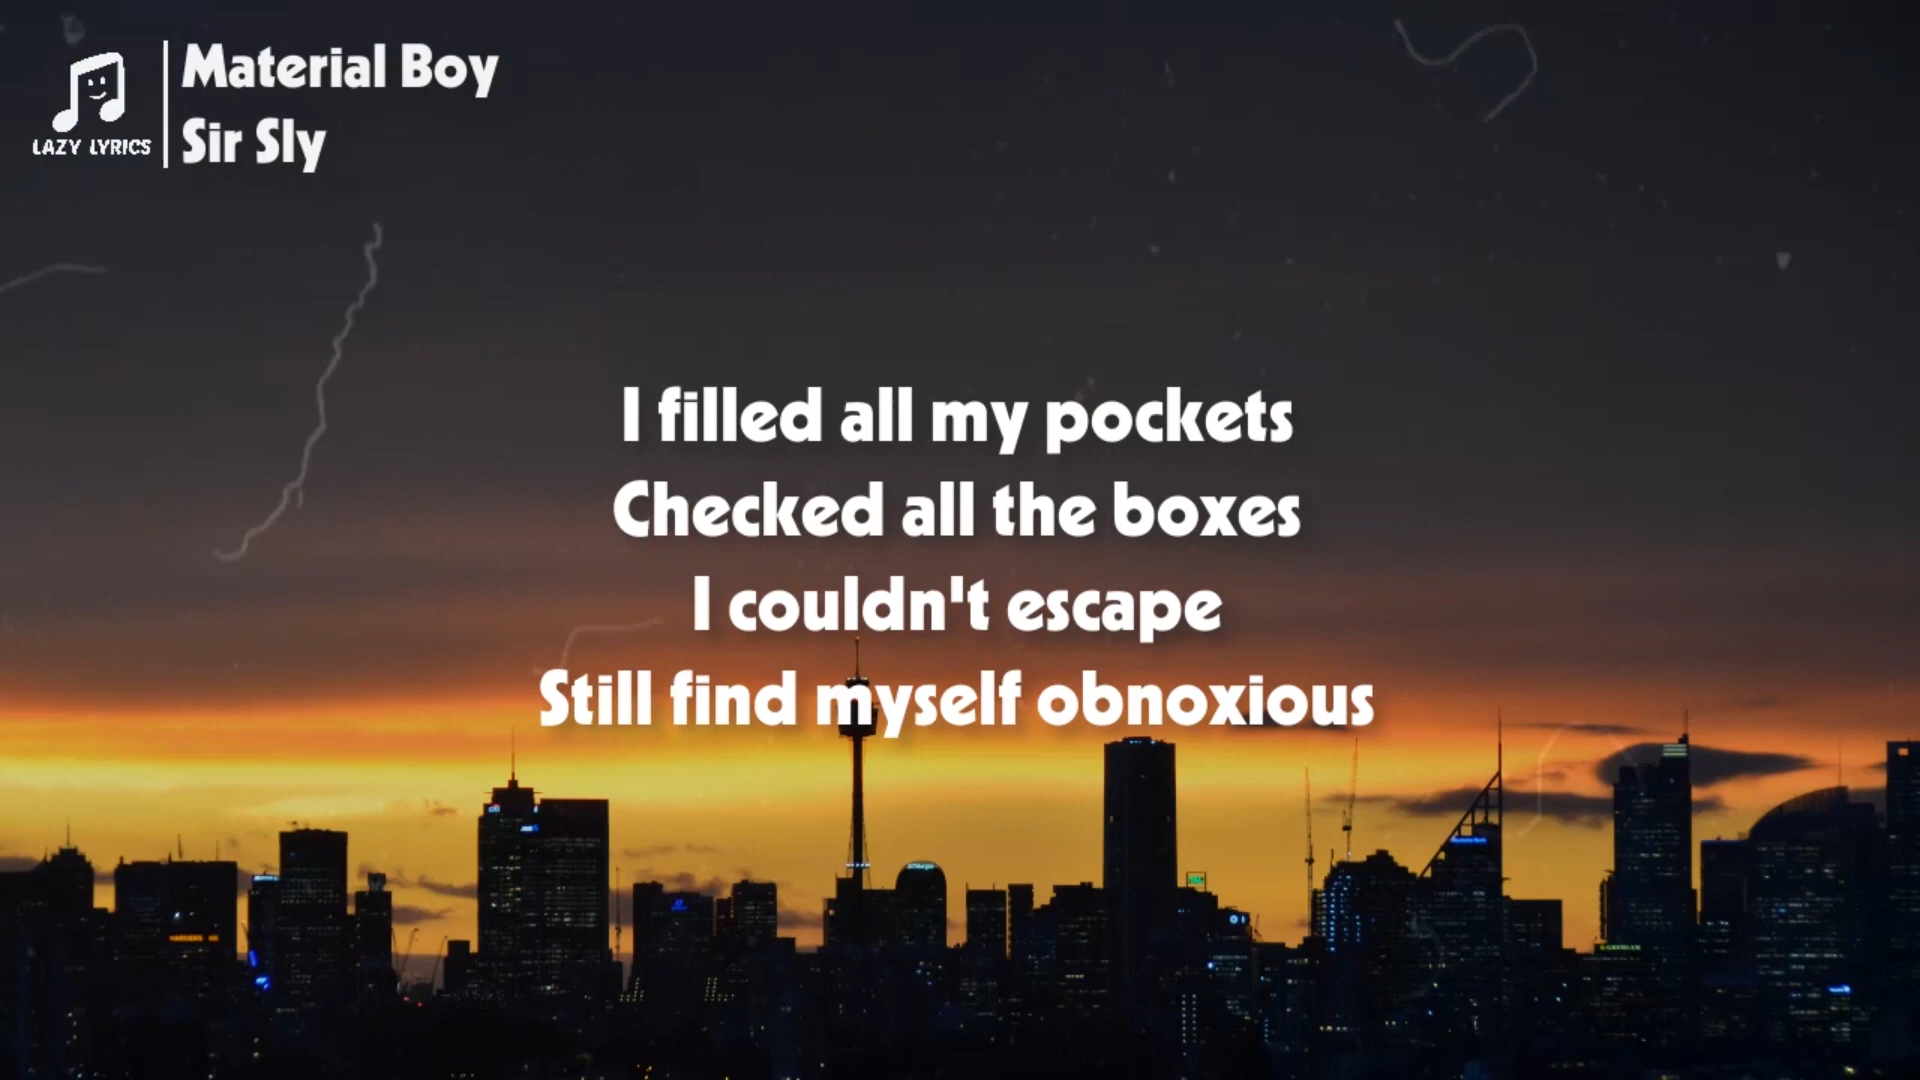 Material Boy
Sir Sly
LAZY LYRICS
I filled all my pockets
Checked all the boxes
I couldn't escape
Still find myself obnoxious